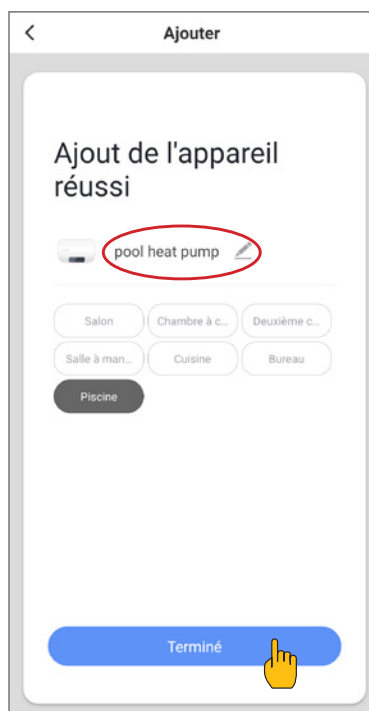 Ajouter
Ajout de l'appareil
réussi
pool heat pump
Salon Chambre à c... Deuxième c...
Salle à man... Cuisine Bureau
Piscine
Terminé